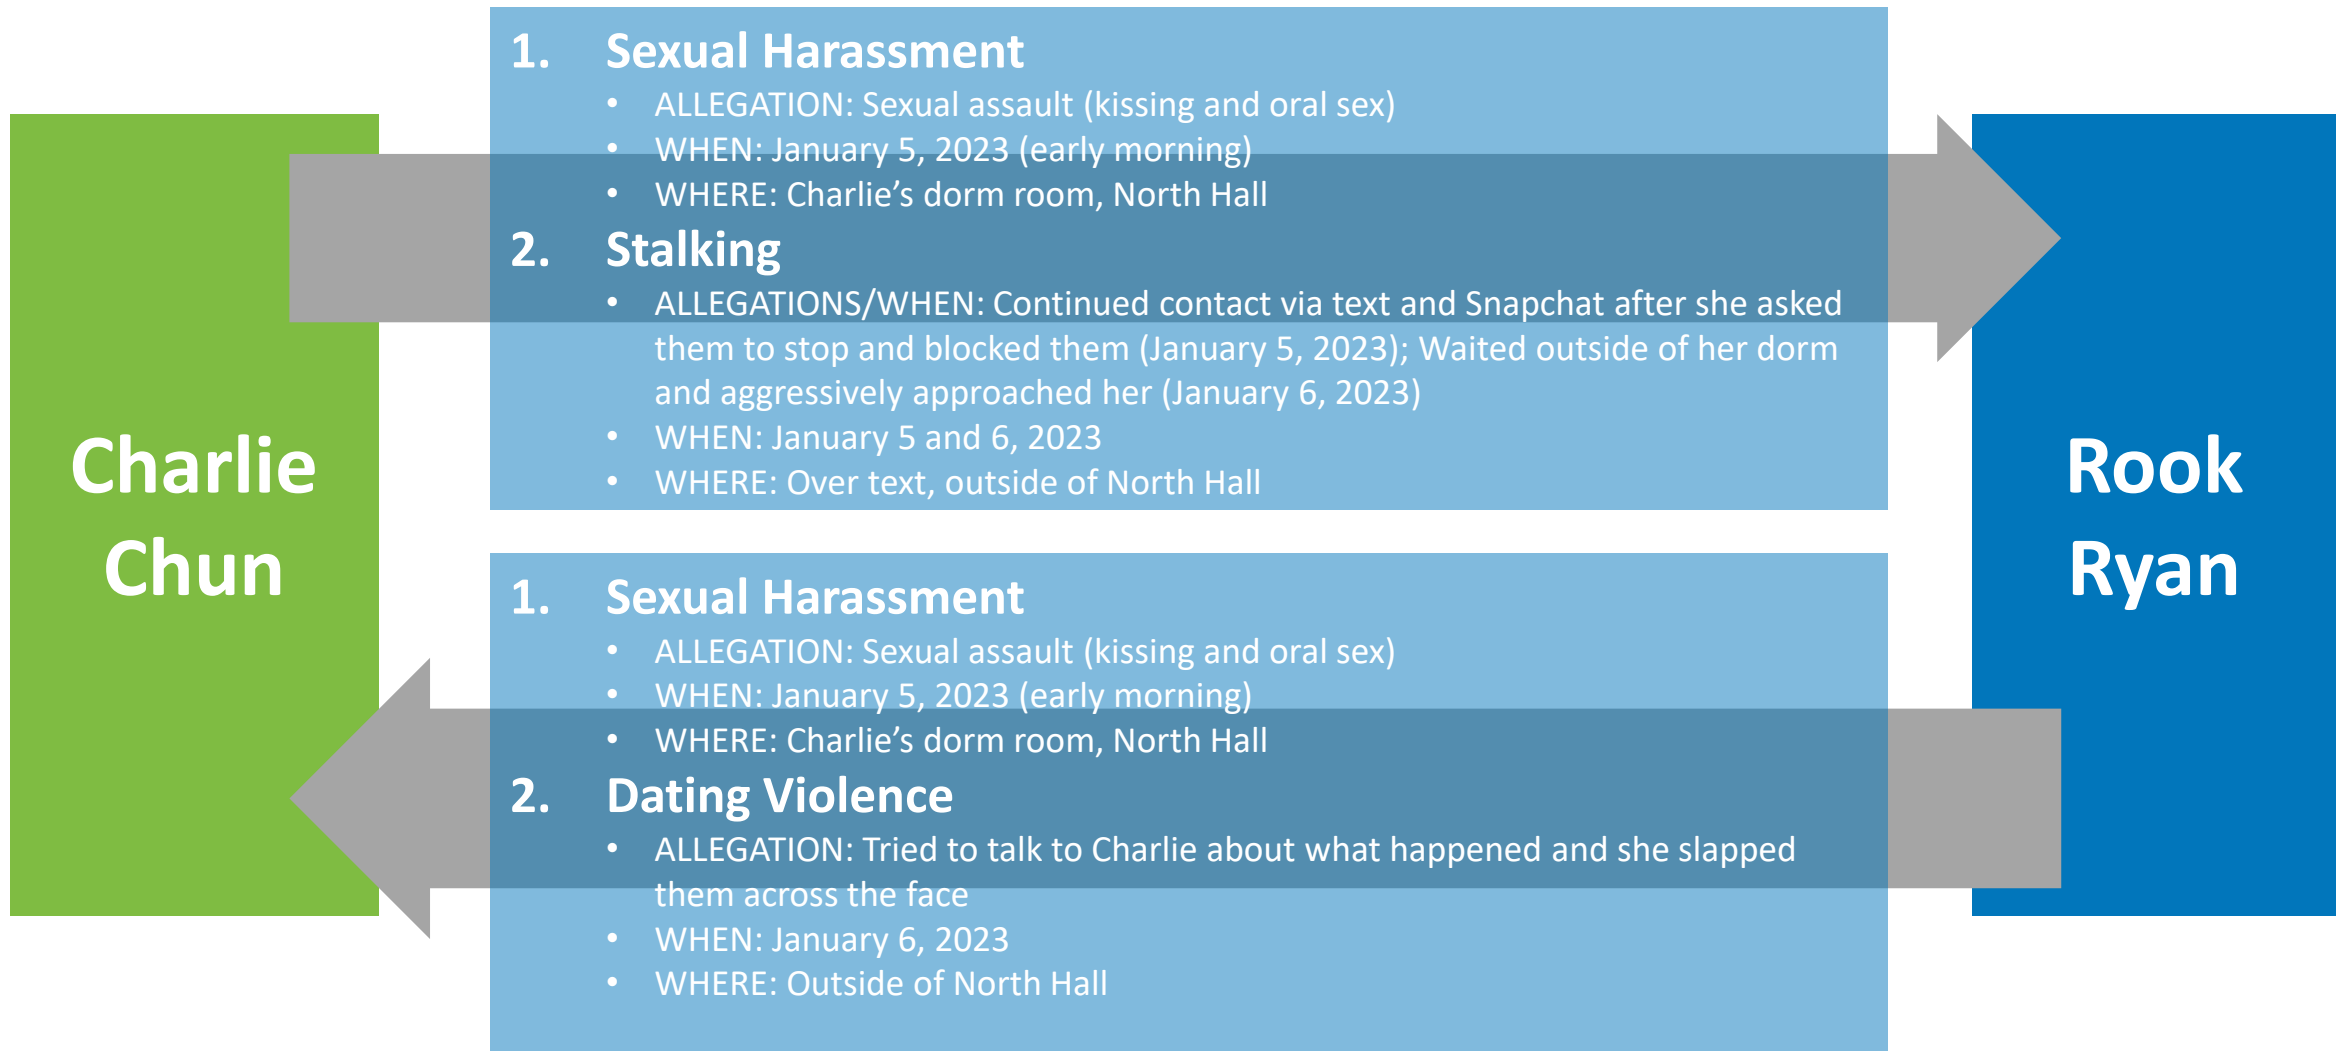 Charlie
Chun
1. Sexual Harassment
• ALLEGATION: Sexual assault (kissing and oral sex)
• WHEN: January 5, 2023 (early morning)
• WHERE: Charlie’s dorm room, North Hall
2. Stalking
• ALLEGATIONS/WHEN: Continued contact via text and Snapchat after she asked
them to stop and blocked them (January 5, 2023); Waited outside of her dorm
and aggressively approached her (January 6, 2023)
• WHEN: January 5 and 6, 2023
• WHERE: Over text, outside of North Hall
1. Sexual Harassment
• ALLEGATION: Sexual assault (kissing and oral sex)
• WHEN: January 5, 2023 (early morning)
• WHERE: Charlie’s dorm room, North Hall
2. Dating Violence
• ALLEGATION: Tried to talk to Charlie about what happened and she slapped
them across the face
• WHEN: January 6, 2023
• WHERE: Outside of North Hall
Rook
Ryan